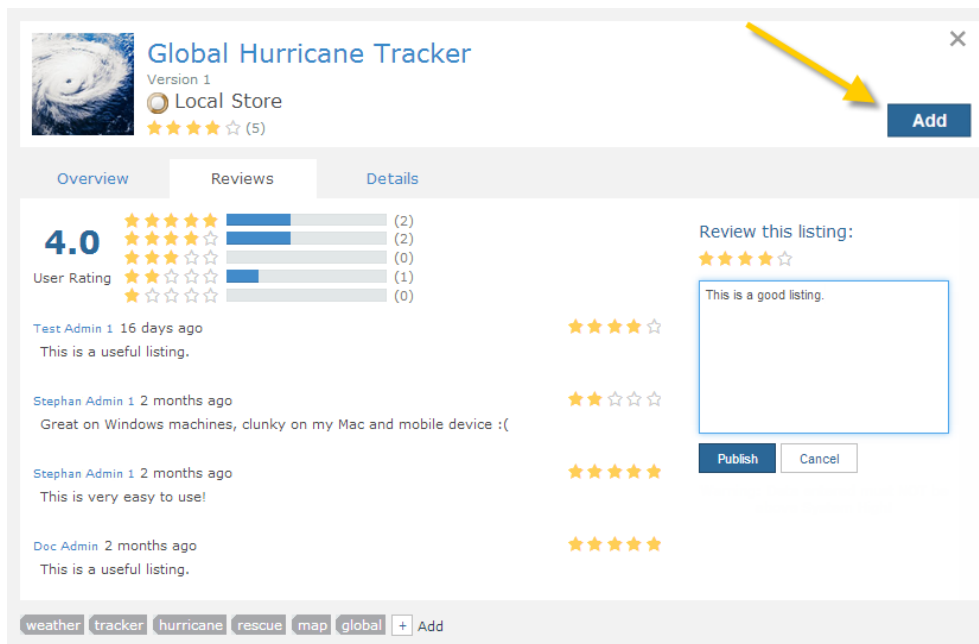 Global Hurricane Tracker
Version 1
Local Store
(5)
Add
Overview Reviews Details
4.0
User Rating
(2)
(2)
(0)
(1)
(0)
Review this listing:
This is a good listing.
Publish Cancel
Test Admin 1 16 days ago
This is a useful listing.
Stephan Admin 1 2 months ago
Great on Windows machines, clunky on my Mac and mobile device :(
Stephan Admin 1 2 months ago
This is very easy to use!
Doc Admin 2 months ago
This is a useful listing.
weather tracker hurricane rescue map global + Add